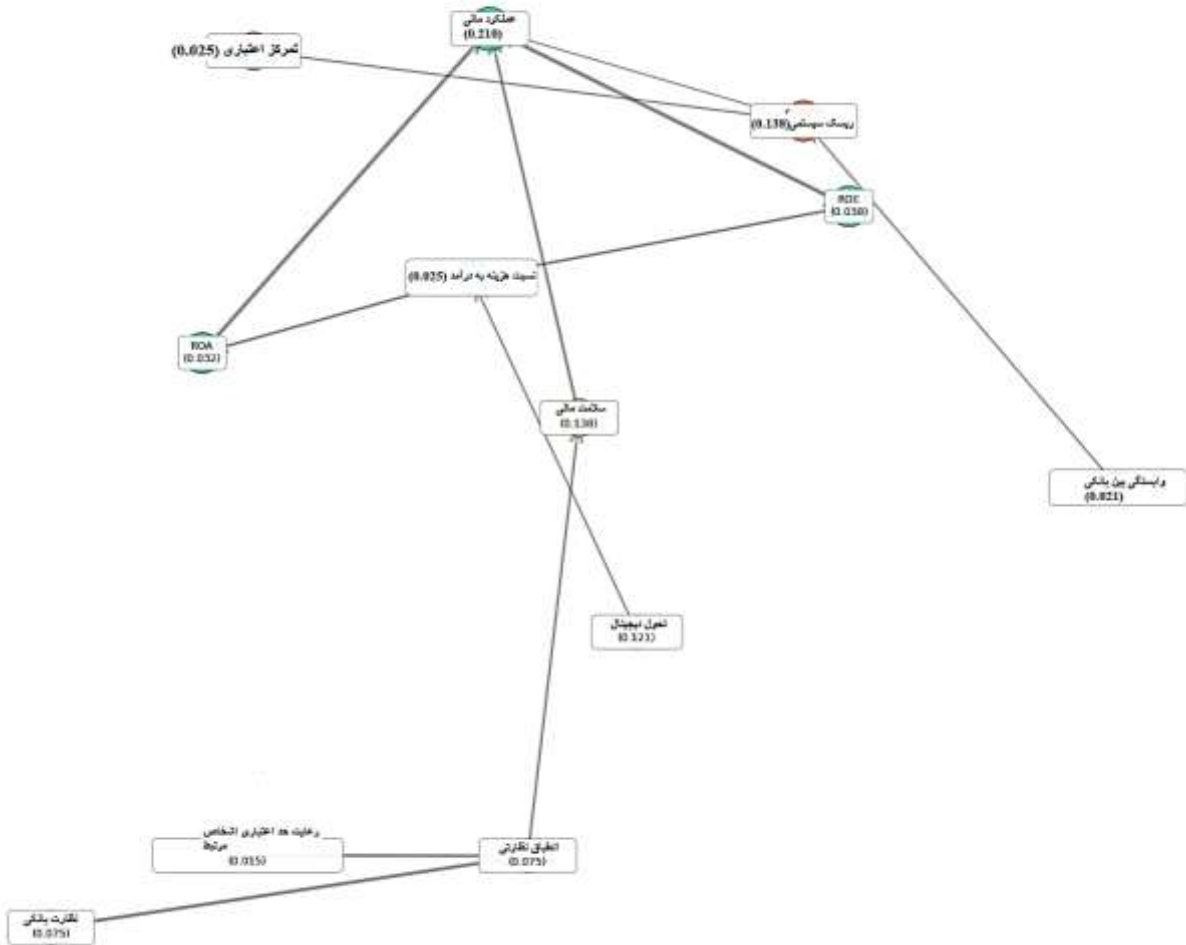 عملکرد مالی
(0.210)
تمرکز اعتباری (0.025)
ریسک سیستمی(0.138)
ROE
(0.038)
نسبت هزینه به درآمد (0.025)
ROA
(0.032)
سلامت مالی
(0.138)
وابستگی بین بانکی
(0.021)
تحول دیجیتال
رعایت حد اعتباری اشخاص
مرتبط
(0.015)
انطباق نظارتی
(0.075)
نظارت بانکی
(0.075)